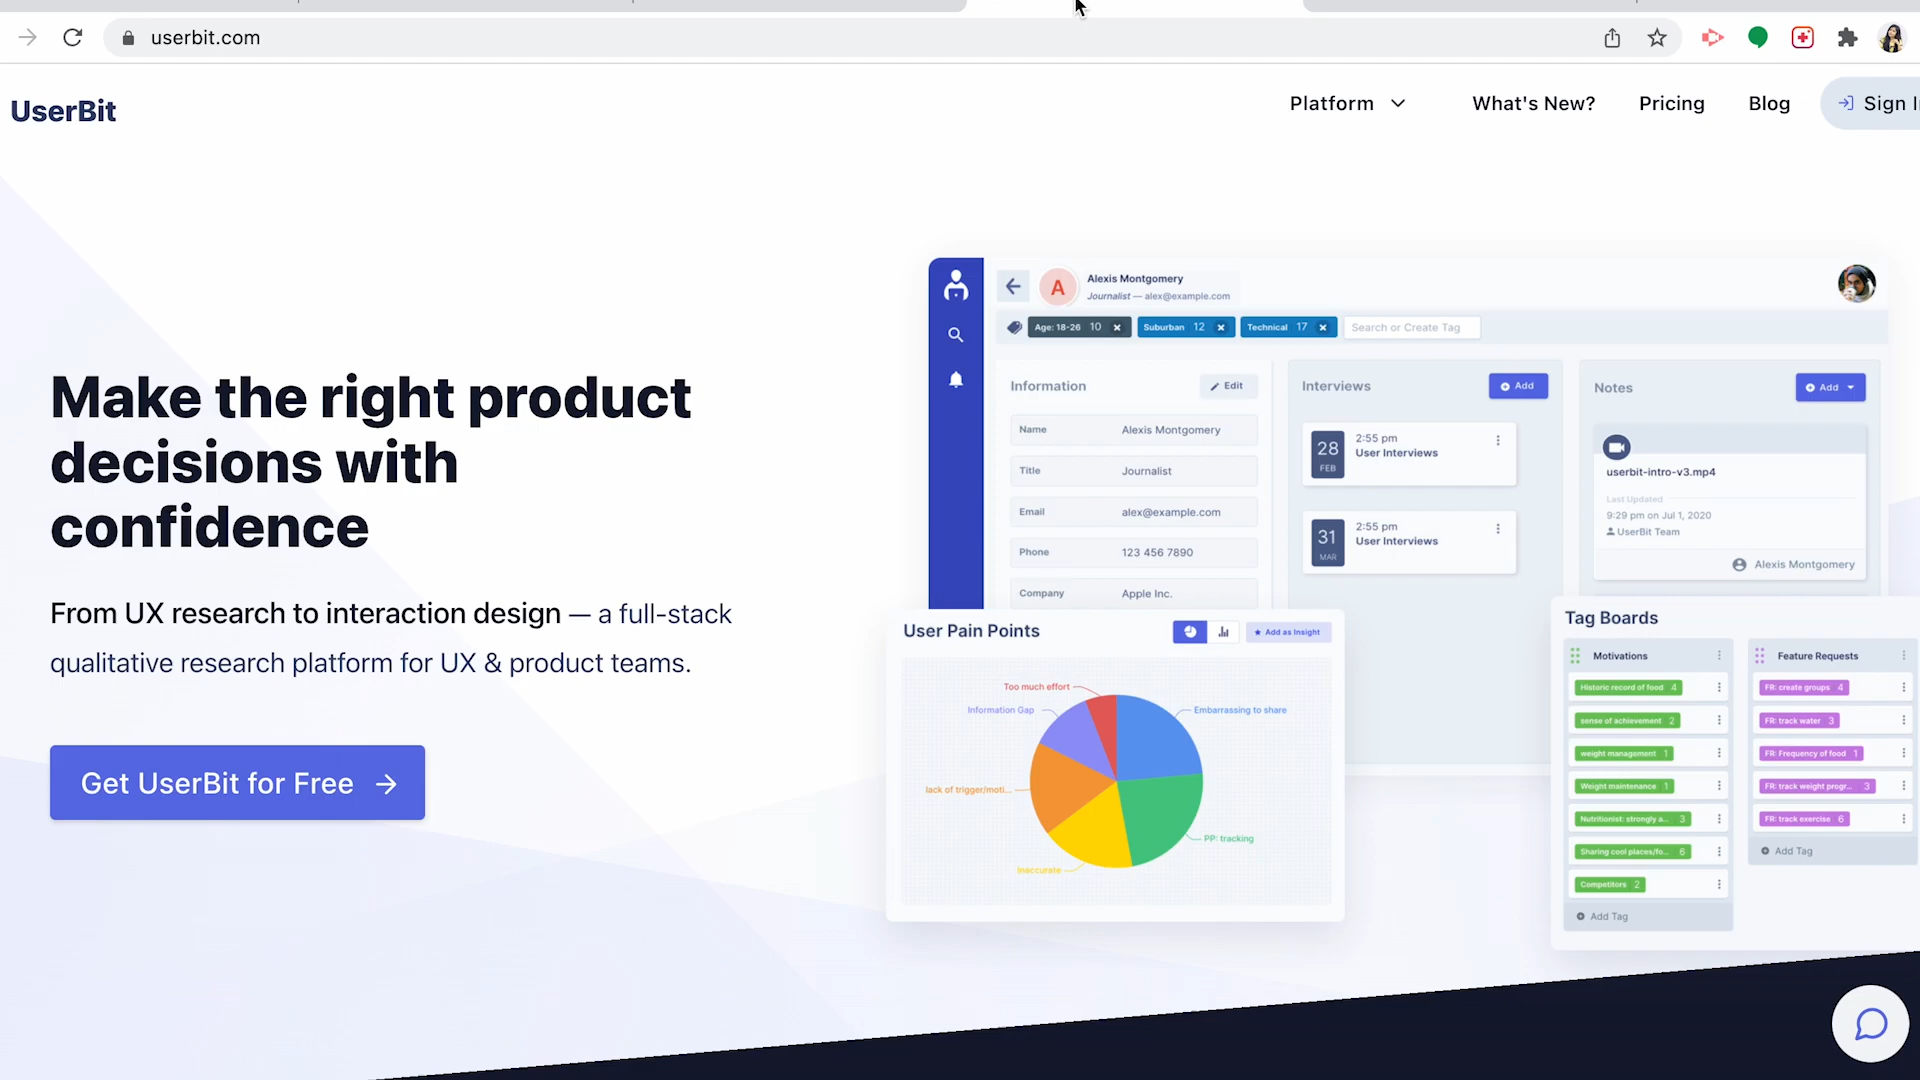 userbit.com
UserBit
Platform
What's New?
Pricing
Blog
Sign I
Make the right product
decisions with
confidence
From UX research to interaction design — a full-stack
qualitative research platform for UX & product teams.
Get UserBit for Free
A
Alexis Montgomery
Journalist — alex@example.com
Age: 18-26 10
Suburban 12
Technical 17
Search or Create Tag
Information
Edit
Name
Alexis Montgomery
Title
Journalist
Email
alex@example.com
Phone
123 456 7890
Company
Apple Inc.
Interviews
Add
28
FEB
2:55 pm
User Interviews
31
MAR
2:55 pm
User Interviews
Notes
Add
userbit-intro-v3.mp4
Last Updated
9:29 pm on Jul 1, 2020
UserBit Team
Alexis Montgomery
User Pain Points
Add as Insight
Too much effort
Information Gap
Embarrassing to share
lack of trigger/moti...
PP: tracking
Inaccurate
Tag Boards
Motivations
Historic record of food 4
sense of achievement 2
weight management 1
Weight maintenance 1
Nutritionist: strongly a... 3
Sharing cool places/fo... 6
Competitors 2
Add Tag
Feature Requests
FR: create groups 4
FR: track water 3
FR: Frequency of food 1
FR: track weight progr... 3
FR: track exercise 6
Add Tag